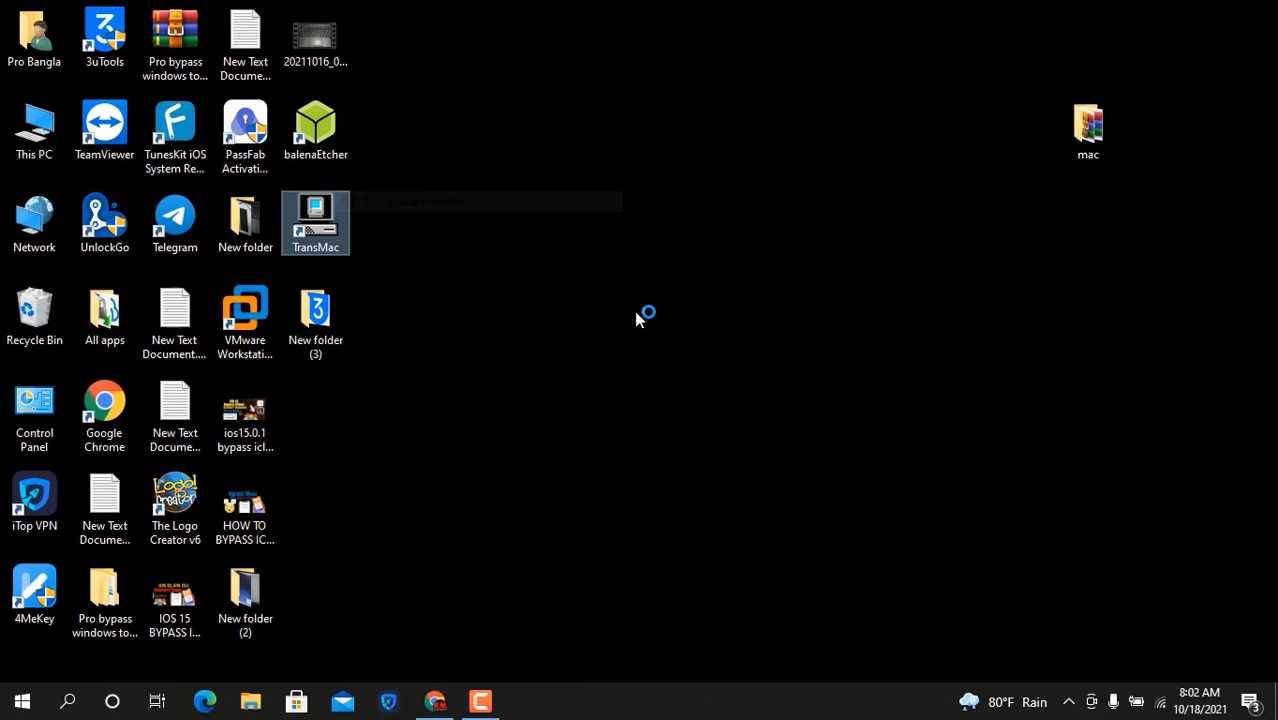 Pro Bangla
3uTools
Pro bypass
windows to...
New Text
Docume...
20211016_0...
This PC
TeamViewer
TunesKit iOS
System Re...
PassFab
Activati...
balenaEtcher
mac
Network
UnlockGo
Telegram
New folder
TransMac
Recycle Bin
All apps
New Text
Document....
VMware
Workstati...
New folder
(3)
Control
Panel
Google
Chrome
New Text
Docume...
ios15.0.1
bypass icl...
iTop VPN
New Text
Docume...
The Logo
Creator v6
HOW TO
BYPASS IC...
4MeKey
Pro bypass
windows to...
IOS 15
BYPASS I...
New folder
(2)
80°F Rain
8:02 AM
10/18/2021
3